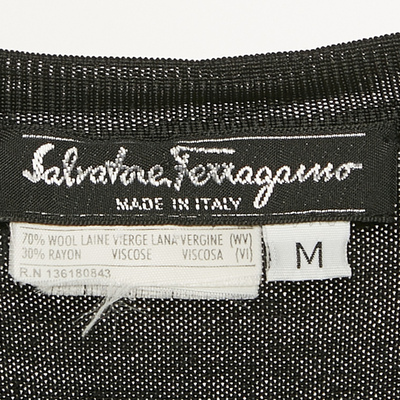 Salvatore Ferragamo
MADE IN ITALY
70% WOOL LAINE VIERGE LANA VERGINE (WV)
30% RAYON VISCOSE VISCOSA (VI)
R.N 136180843
M